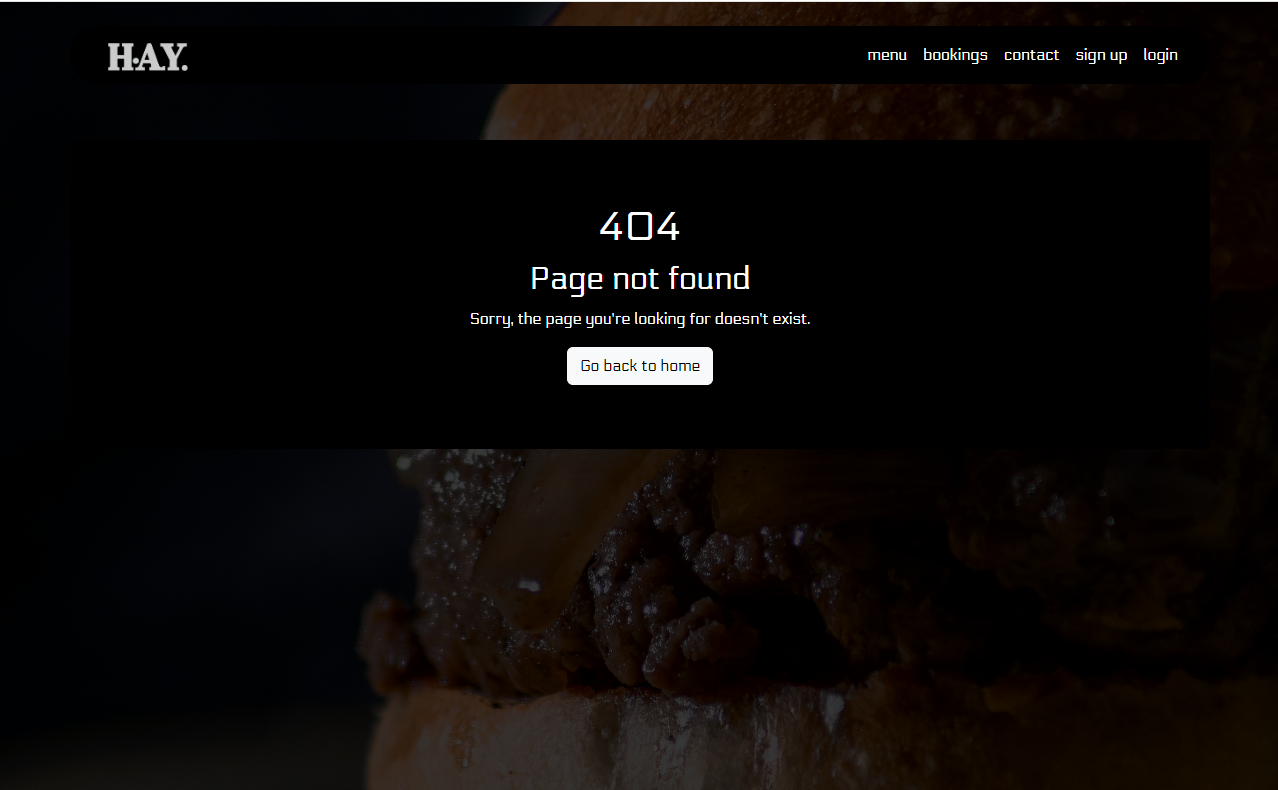 H·A.Y.
menu bookings contact sign up login
404
Page not found
Sorry, the page you're looking for doesn't exist.
Go back to home